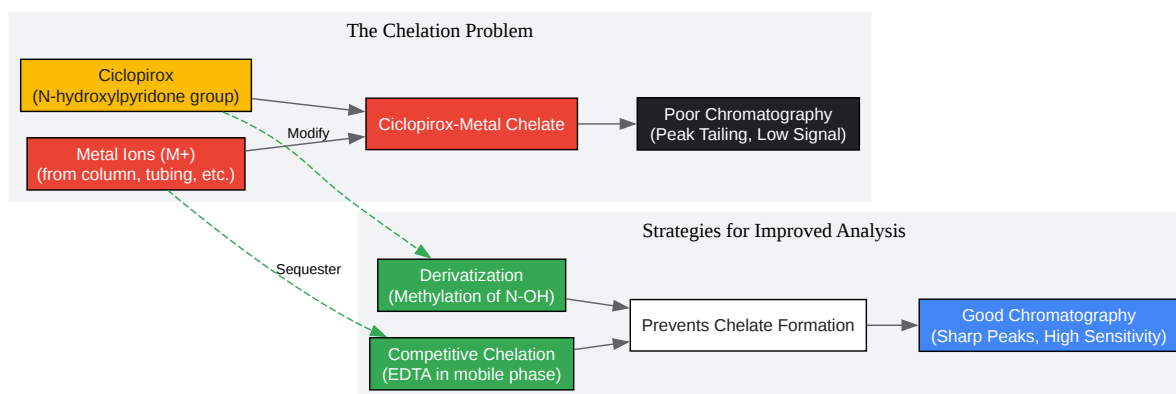 The Chelation Problem
Ciclopirox
(N-hydroxylpyridone group)
Metal Ions (M+)
(from column, tubing, etc.)
Modify
Ciclopirox-Metal Chelate
Poor Chromatography
(Peak Tailing, Low Signal)
Strategies for Improved Analysis
Sequester
Derivatization
(Methylation of N-OH)
Competitive Chelation
(EDTA in mobile phase)
Prevents Chelate Formation
Good Chromatography
(Sharp Peaks, High Sensitivity)